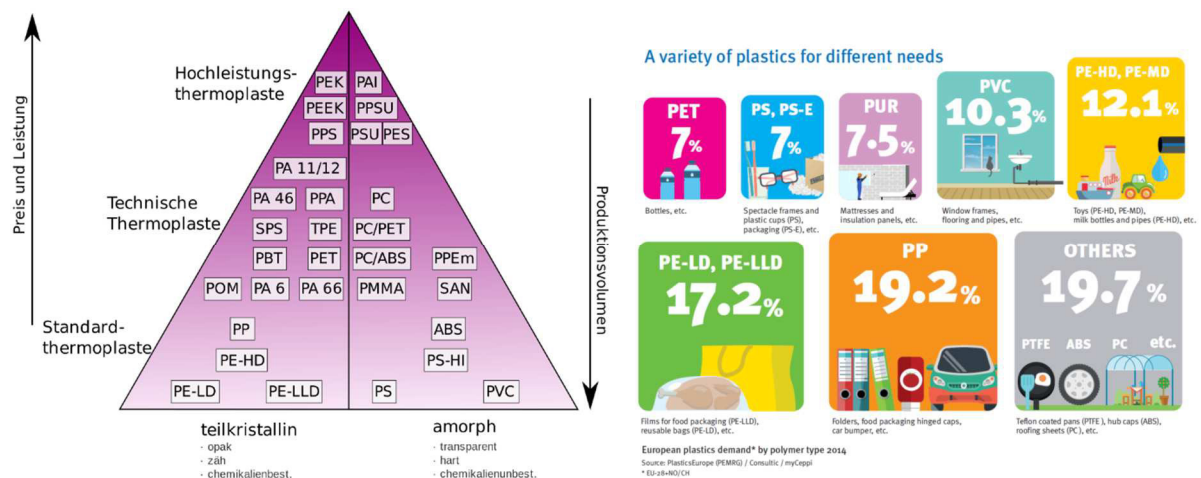 Preis und Leistung
Hochleistungs-
thermoplaste
Technische
Thermoplaste
Standard-
thermoplaste
PEK PAI
PEEK PPSU
PPS PSU PES
PA 11/12
PA 46 PPA PC
SPS TPE PC/PET
PBT PET PC/ABS PPEm
POM PA 6 PA 66 PMMA SAN
PP ABS
PE-HD PS-HI
PE-LD PE-LLD PS PVC
Produktionsvolumen
teilkristallin
· opak
· zäh
· chemikalienbest.
amorph
· transparent
· hart
· chemikalienunbest.
A variety of plastics for different needs
PET
7%
Bottles, etc.
PS, PS-E
7%
Spectacle frames and
plastic cups (PS),
packaging (PS-E), etc.
PUR
7.5%
Mattresses and
insulation panels, etc.
PVC
10.3%
Window frames,
flooring and pipes, etc.
PE-HD, PE-MD
12.1%
Milk
Toys (PE-HD, PE-MD),
milk bottles and pipes (PE-HD), etc.
PE-LD, PE-LLD
17.2%
Films for food packaging (PE-LLD),
reusable bags (PE-LD), etc.
PP
19.2%
Folders, food packaging hinged caps,
car bumper, etc.
OTHERS
19.7%
PTFE ABS PC etc.
Teflon coated pans (PTFE), hub caps (ABS),
roofing sheets (PC), etc.
European plastics demand* by polymer type 2014
Source: PlasticsEurope (PEMRG) / Consultic / myCeppi
* EU-28+NO/CH